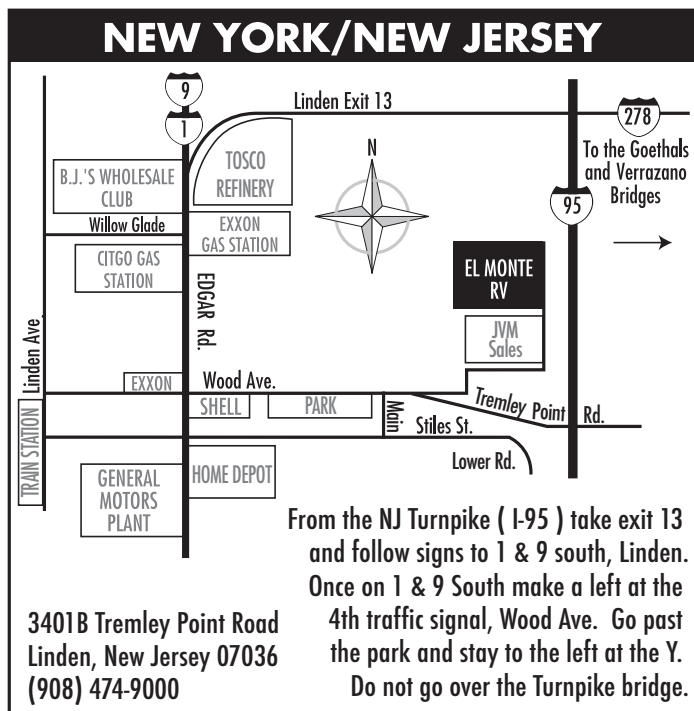 NEW YORK/NEW JERSEY
9
Linden Exit 13
1
278
To the Goethals
and Verrazano
Bridges
N
TOSCO
REFINERY
B.J.'S WHOLESALE
CLUB
95
Willow Glade
EXXON
GAS STATION
CITGO GAS
STATION
EL MONTE
RV
EDGAR Rd.
JVM
Sales
Linden Ave.
EXXON
Wood Ave.
SHELL
PARK
Main
Tremley Point Rd.
Stiles St.
TRAIN STATION
Lower Rd.
HOME DEPOT
GENERAL
MOTORS
PLANT
From the NJ Turnpike ( I-95 ) take exit 13
and follow signs to 1 & 9 south, Linden.
Once on 1 & 9 South make a left at the
4th traffic signal, Wood Ave. Go past
the park and stay to the left at the Y.
Do not go over the Turnpike bridge.
3401B Tremley Point Road
Linden, New Jersey 07036
(908) 474-9000